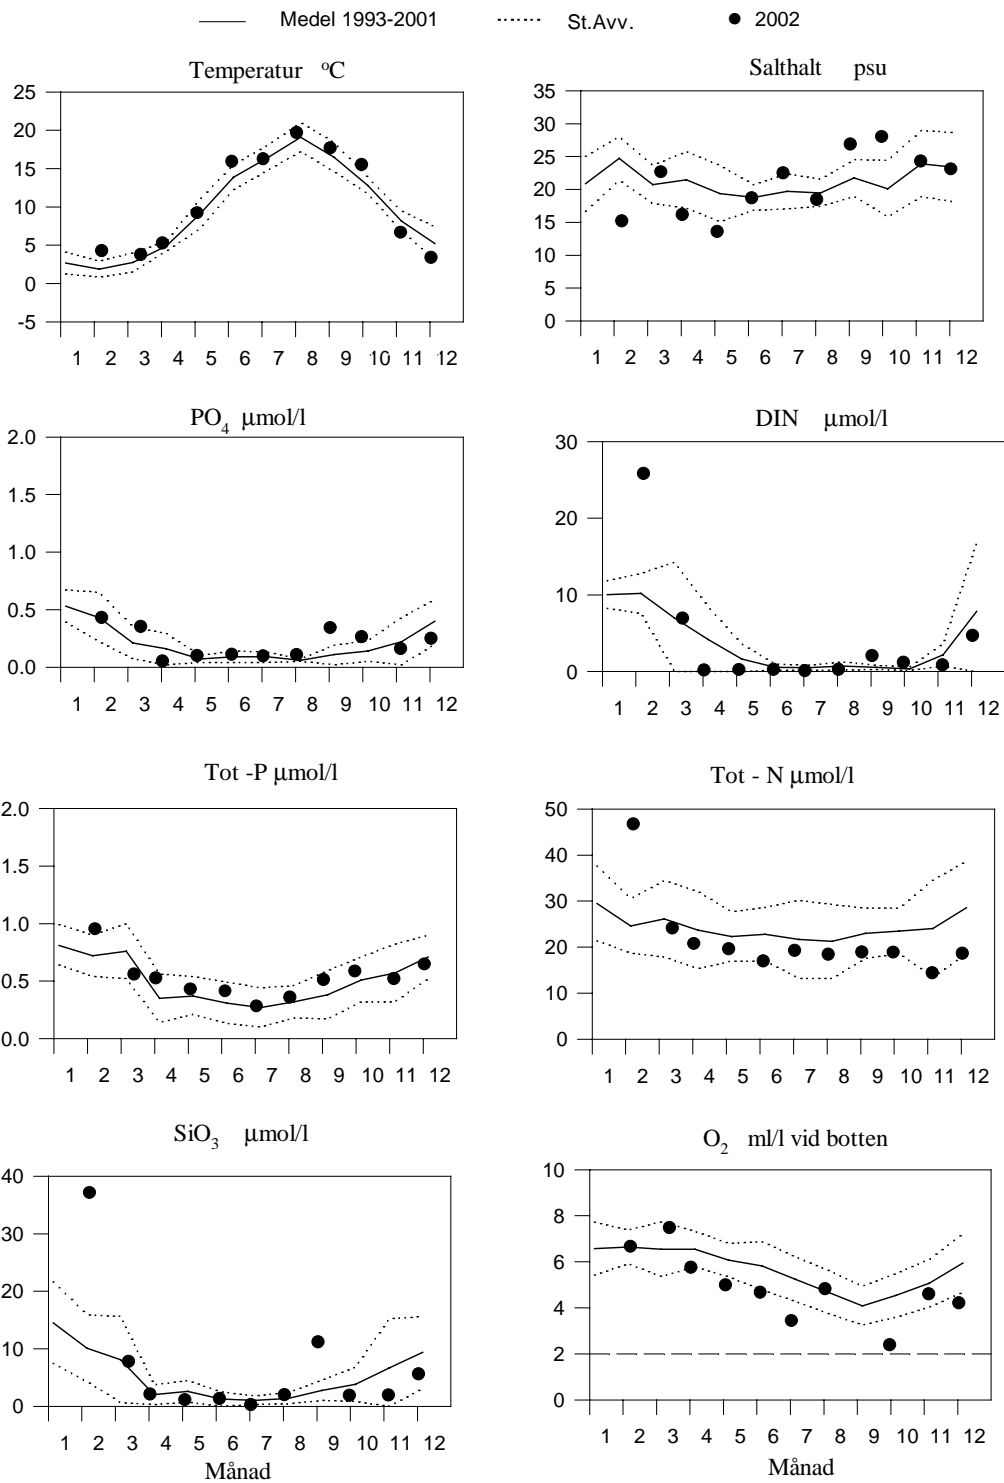 Medel 1993-2001 St.Avv. 2002
Temperatur °C
25
20
15
10
5
0
-5
1 2 3 4 5 6 7 8 9 10 11 12
Salthalt psu
35
30
25
20
15
10
5
0
1 2 3 4 5 6 7 8 9 10 11 12
PO4 μmol/l
2.0
1.5
1.0
0.5
0.0
1 2 3 4 5 6 7 8 9 10 11 12
DIN μmol/l
30
20
10
0
1 2 3 4 5 6 7 8 9 10 11 12
Tot -P μmol/l
2.0
1.5
1.0
0.5
0.0
1 2 3 4 5 6 7 8 9 10 11 12
Tot - N μmol/l
50
40
30
20
10
0
1 2 3 4 5 6 7 8 9 10 11 12
SiO3 μmol/l
40
30
20
10
0
1 2 3 4 5 6 7 8 9 10 11 12
Månad
O2 ml/l vid botten
10
8
6
4
2
0
1 2 3 4 5 6 7 8 9 10 11 12
Månad